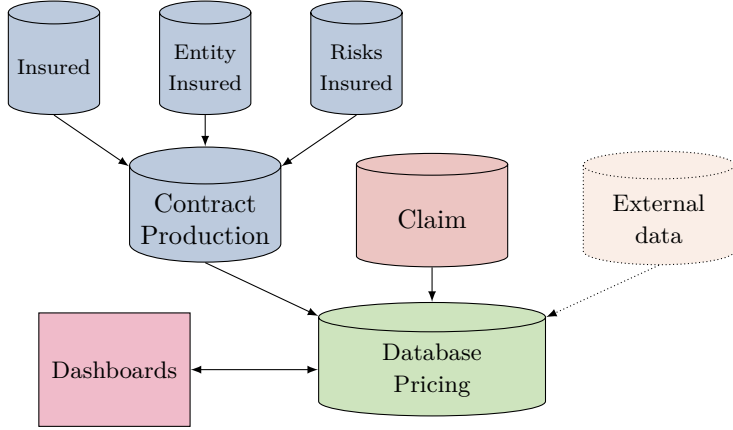 Insured
Entity
Insured
Risks
Insured
Contract
Production
Claim
External
data
Dashboards
Database
Pricing